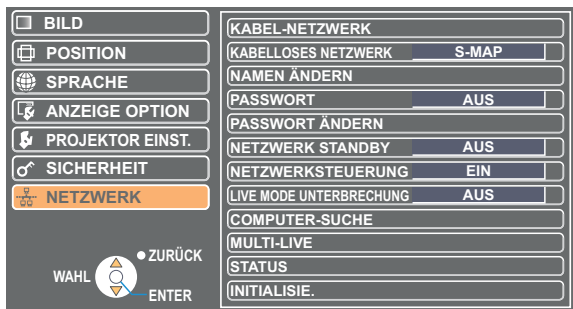 BILD
POSITION
SPRACHE
ANZEIGE OPTION
PROJEKTOR EINST.
SICHERHEIT
NETZWERK
ZURÜCK
WAHL
ENTER
KABEL-NETZWERK
KABELLOSES NETZWERK S-MAP
NAMEN ÄNDERN
PASSWORT AUS
PASSWORT ÄNDERN
NETZWERK STANDBY AUS
NETZWERKSTEUERUNG EIN
LIVE MODE UNTERBRECHUNG AUS
COMPUTER-SUCHE
MULTI-LIVE
STATUS
INITIALISIE.